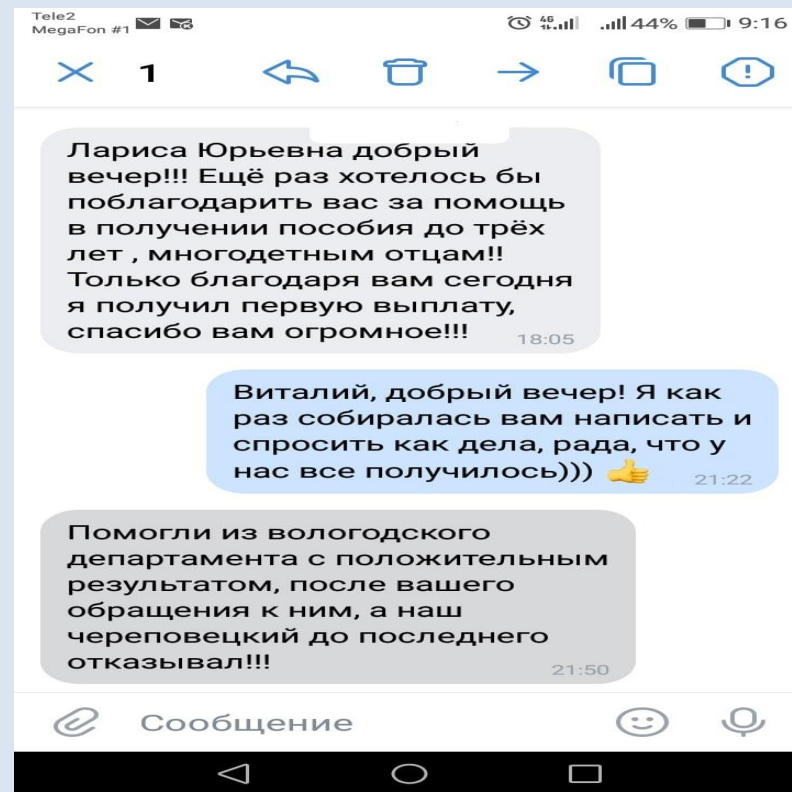 Tele2
MegaFon #1
4G
44%
9:16
1
Лариса Юрьевна добрый
вечер!!! Ещё раз хотелось бы
поблагодарить вас за помощь
в получении пособия до трёх
лет , многодетным отцам!!
Только благодаря вам сегодня
я получил первую выплату,
спасибо вам огромное!!!
18:05
Виталий, добрый вечер! Я как
раз собиралась вам написать и
спросить как дела, рада, что у
нас все получилось))) 👍
21:22
Помогли из вологодского
департамента с положительным
результатом, после вашего
обращения к ним, а наш
череповецкий до последнего
отказывал!!!
21:50
Сообщение